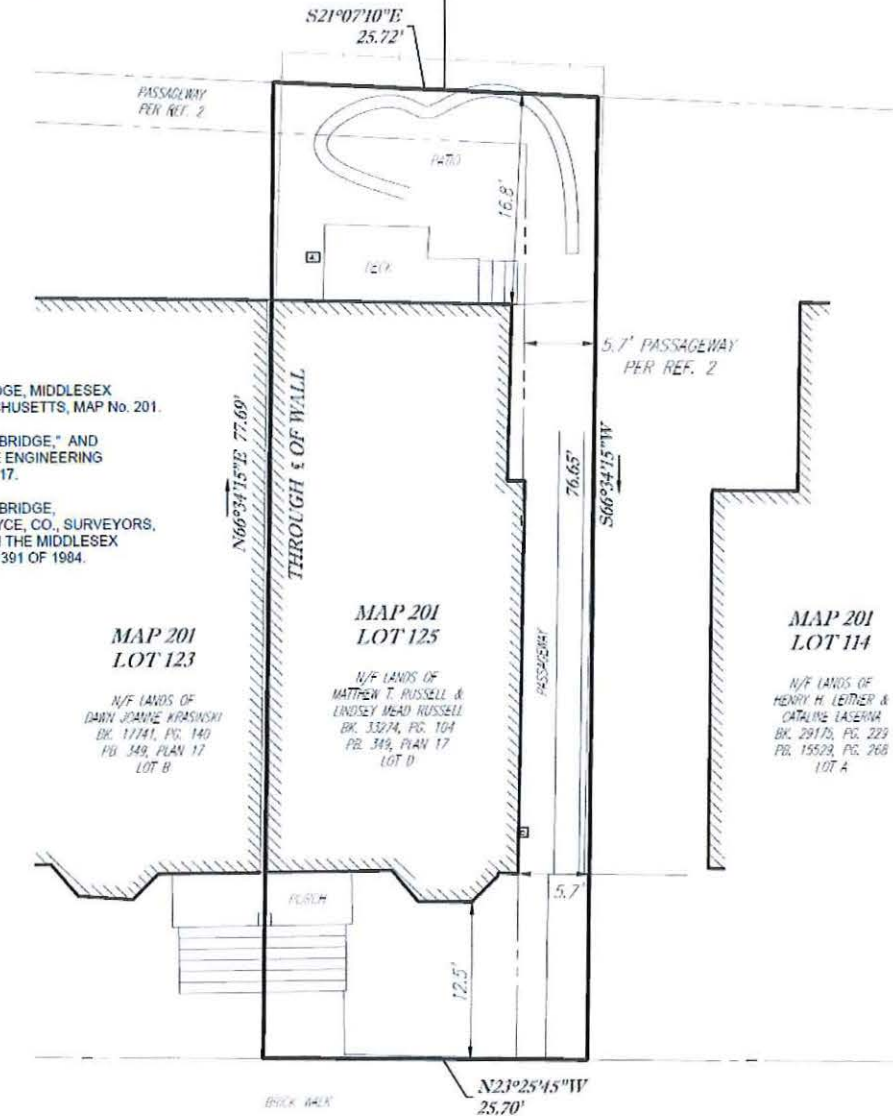 S21°07'10"E
25.72'
PASSAGEWAY
PER REF. 2
PATIO
16.8'
DECK
5.7' PASSAGEWAY
PER REF. 2
DGE, MIDDLESEX
CHUSETTS, MAP No. 201.
BRIDGE," AND
E ENGINEERING
17.
BRIDGE,
YCE, CO., SURVEYORS,
N THE MIDDLESEX
391 OF 1984.
N66°34'15"E 77.69'
THROUGH ℄ OF WALL
76.65'
S66°34'15"W
MAP 201
LOT 123
N/F LANDS OF
DAWN JOANNE KRASINSKI
BK. 17741, PG. 140
PB. 349, PLAN 17
LOT B
MAP 201
LOT 125
N/F LANDS OF
MATTHEW T. RUSSELL &
LINDSEY MEAD RUSSELL
BK. 33274, PG. 104
PB. 349, PLAN 17
LOT D
PASSAGEWAY
MAP 201
LOT 114
N/F LANDS OF
HENRY H. LEITNER &
CATALINE LASERNA
BK. 29175, PG. 229
PB. 15529, PG. 268
LOT A
PORCH
5.7'
12.5'
BRICK WALK
N23°25'45"W
25.70'